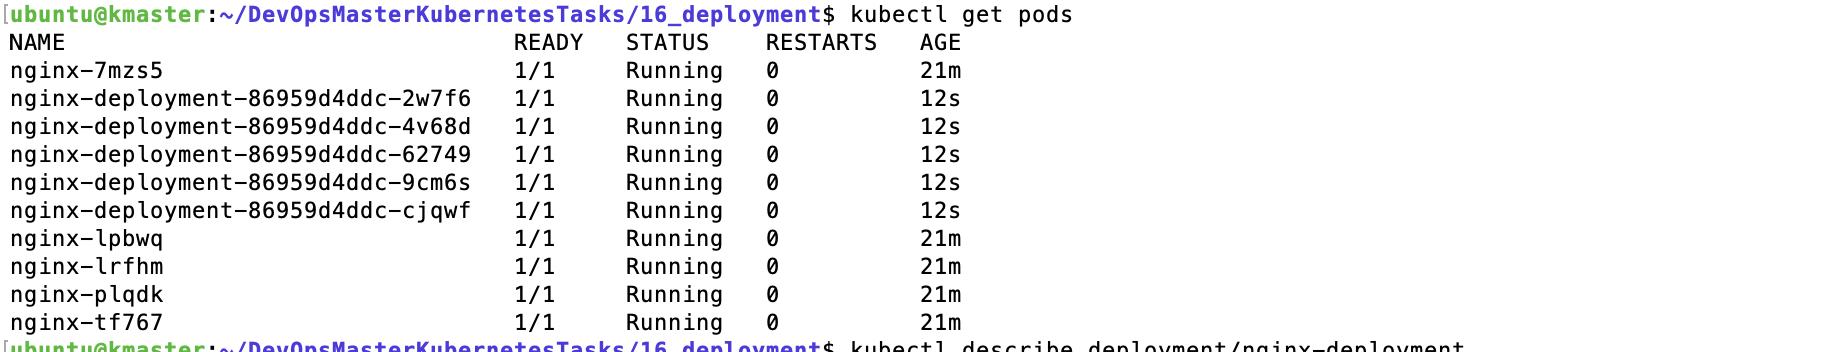 [ubuntu@kmaster:~/DevOpsMasterKubernetesTasks/16_deployment$ kubectl get pods
NAME                                READY   STATUS    RESTARTS   AGE
nginx-7mzs5                         1/1     Running   0          21m
nginx-deployment-86959d4ddc-2w7f6   1/1     Running   0          12s
nginx-deployment-86959d4ddc-4v68d   1/1     Running   0          12s
nginx-deployment-86959d4ddc-62749   1/1     Running   0          12s
nginx-deployment-86959d4ddc-9cm6s   1/1     Running   0          12s
nginx-deployment-86959d4ddc-cjqwf   1/1     Running   0          12s
nginx-lpbwq                         1/1     Running   0          21m
nginx-lrfhm                         1/1     Running   0          21m
nginx-plqdk                         1/1     Running   0          21m
nginx-tf767                         1/1     Running   0          21m
[ubuntu@kmaster:~/DevOpsMasterKubernetesTasks/16_deployment$ kubectl describe deployment/nginx-deployment